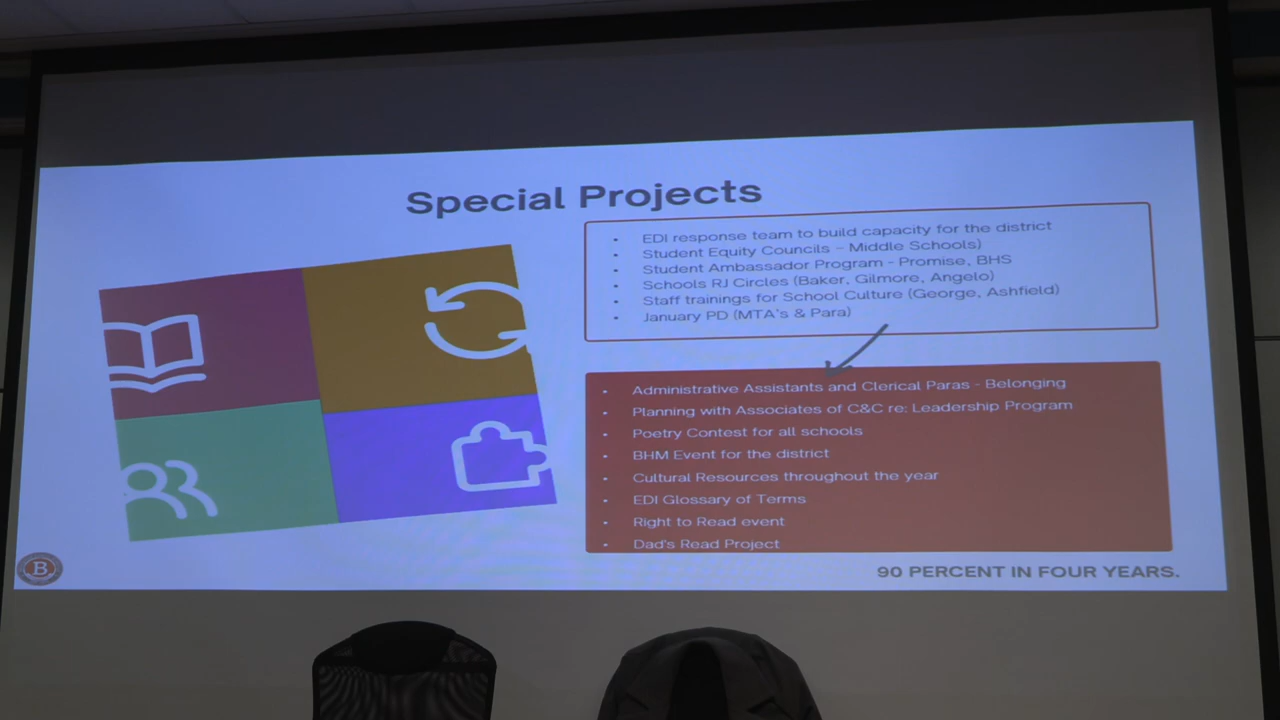 Special Projects
• EDI response team to build capacity for the district
• Student Equity Councils - Middle Schools)
• Student Ambassador Program - Promise, BHS
• Schools RJ Circles (Baker, Gilmore, Angelo)
• Staff trainings for School Culture (George, Ashfield)
• January PD (MTA's & Para)
• Administrative Assistants and Clerical Paras - Belonging
• Planning with Associates of C&C re: Leadership Program
• Poetry Contest for all schools
• BHM Event for the district
• Cultural Resources throughout the year
• EDI Glossary of Terms
• Right to Read event
• Dad's Read Project
B
90 PERCENT IN FOUR YEARS.